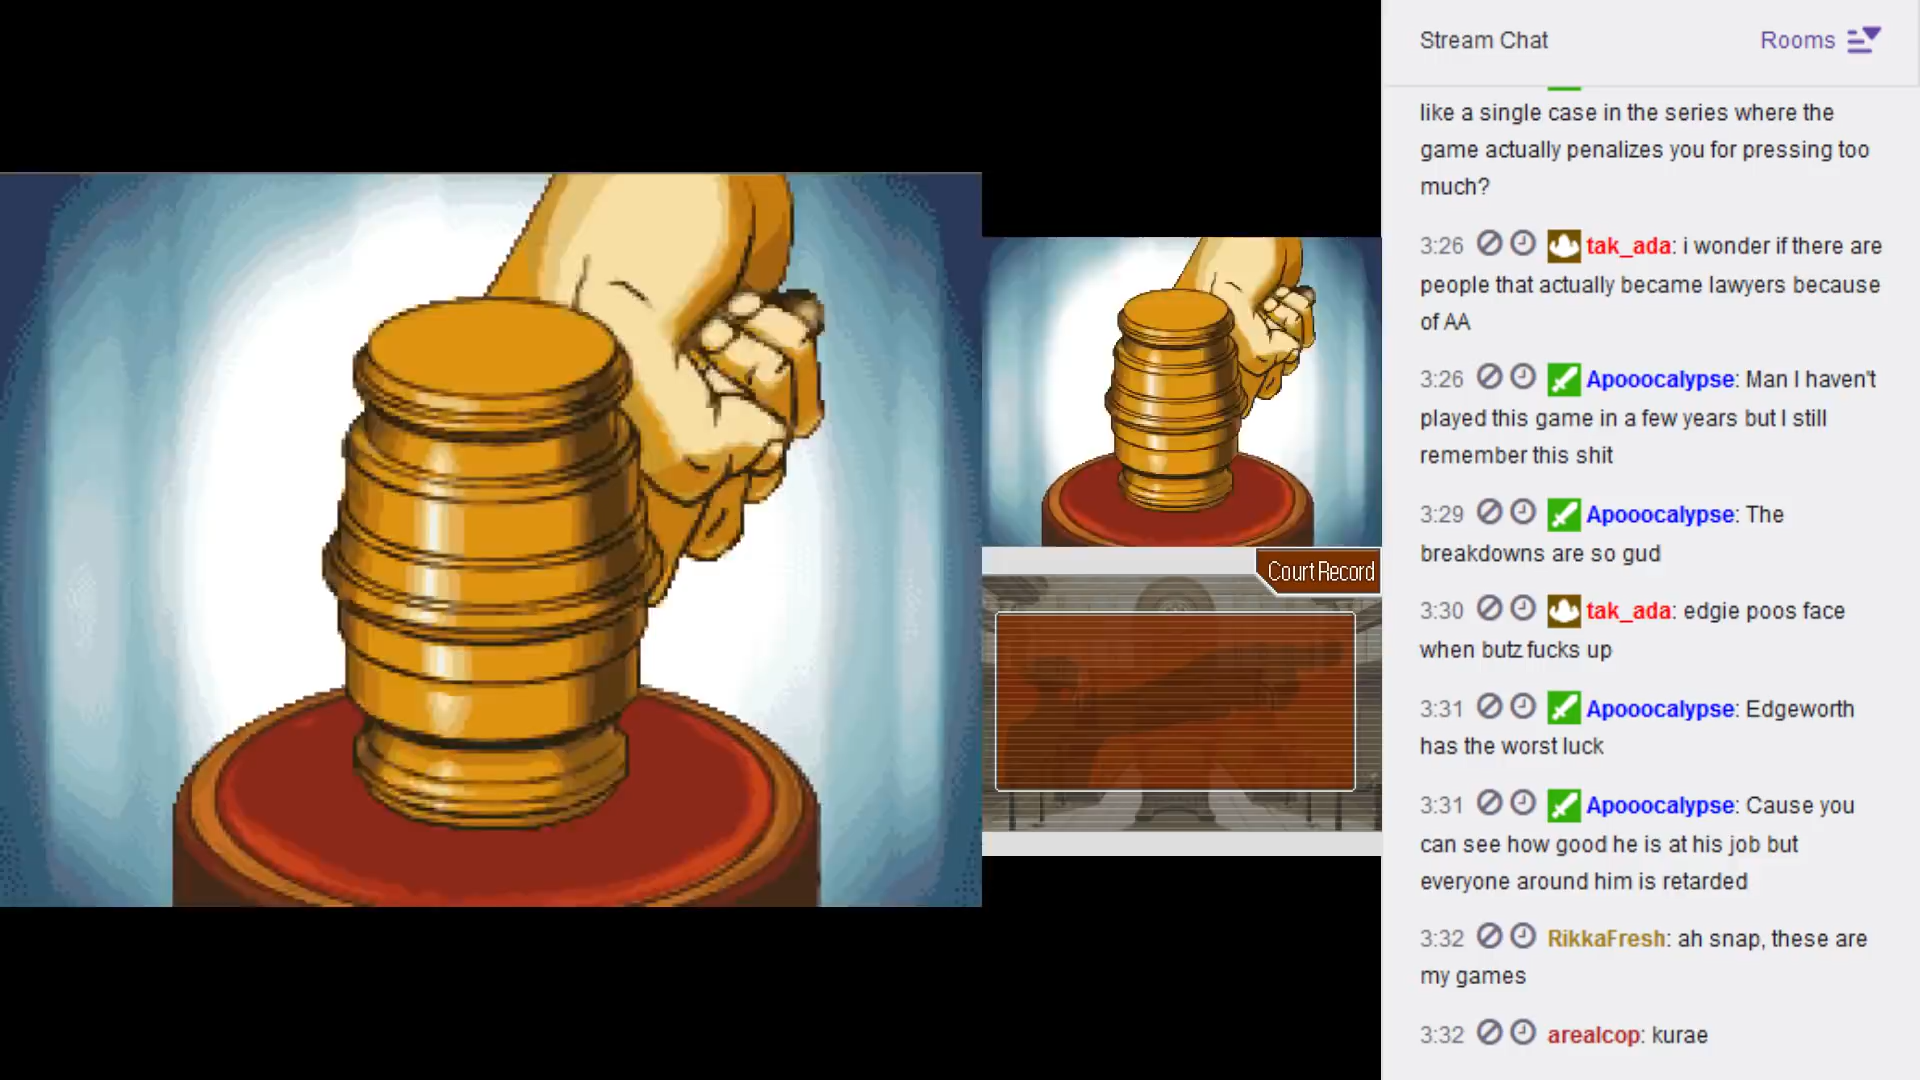 Stream Chat
Rooms
like a single case in the series where the
game actually penalizes you for pressing too
much?
3:26 tak_ada: i wonder if there are
people that actually became lawyers because
of AA
3:26 Apooocalypse: Man I haven't
played this game in a few years but I still
remember this shit
3:29 Apooocalypse: The
breakdowns are so gud
3:30 tak_ada: edgie poos face
when butz fucks up
3:31 Apooocalypse: Edgeworth
has the worst luck
3:31 Apooocalypse: Cause you
can see how good he is at his job but
everyone around him is retarded
3:32 RikkaFresh: ah snap, these are
my games
3:32 arealcop: kurae
Court Record